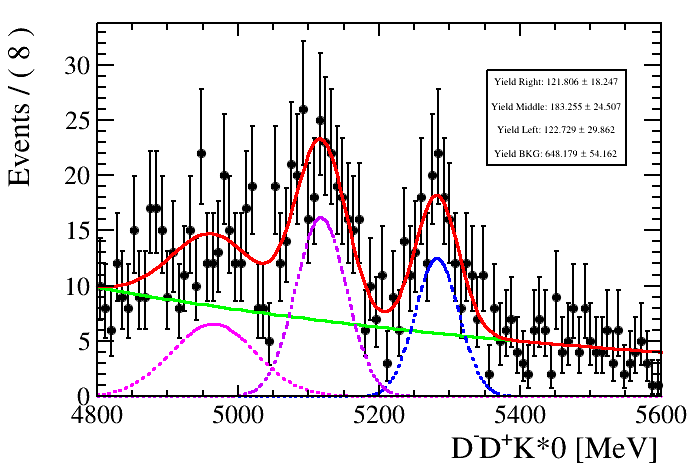 Events / ( 8 )
30
25
20
15
10
5
0
4800 5000 5200 5400 5600
D⁻D⁺K*0 [MeV]
Yield Right: 121.806 ± 18.247
Yield Middle: 183.255 ± 24.507
Yield Left: 122.729 ± 29.862
Yield BKG: 648.179 ± 54.162